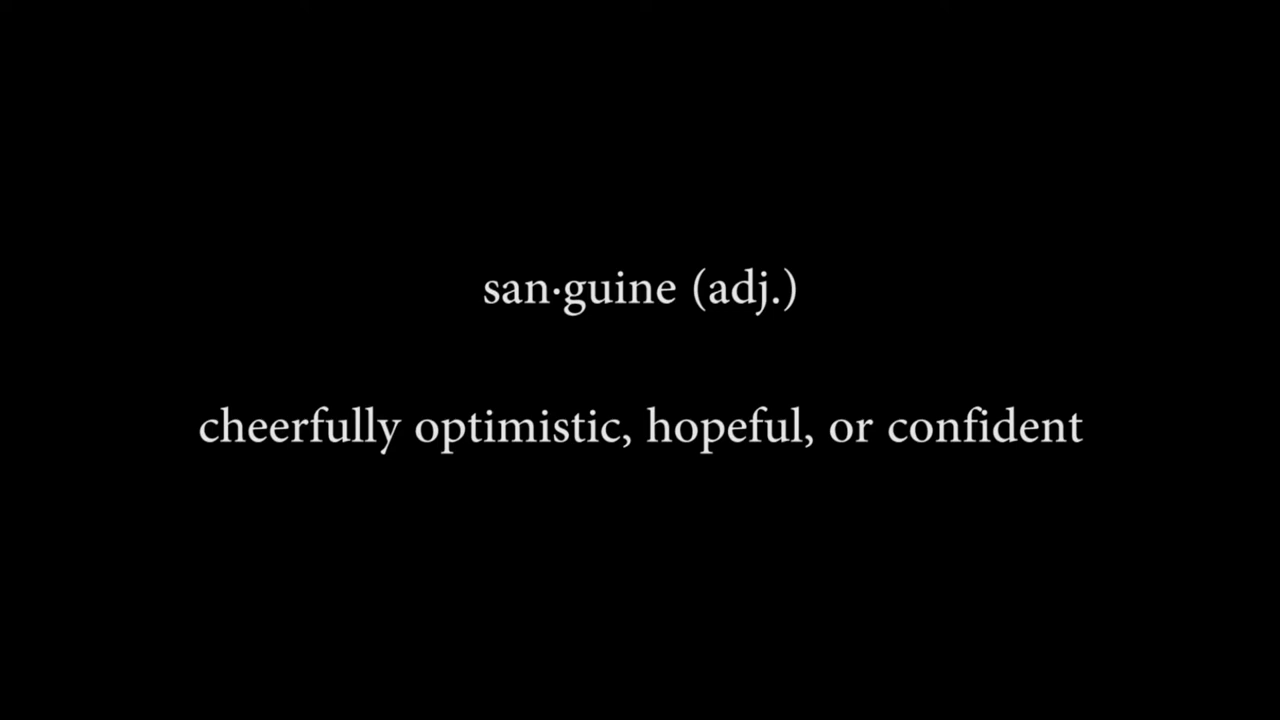 san·guine (adj.)
cheerfully optimistic, hopeful, or confident